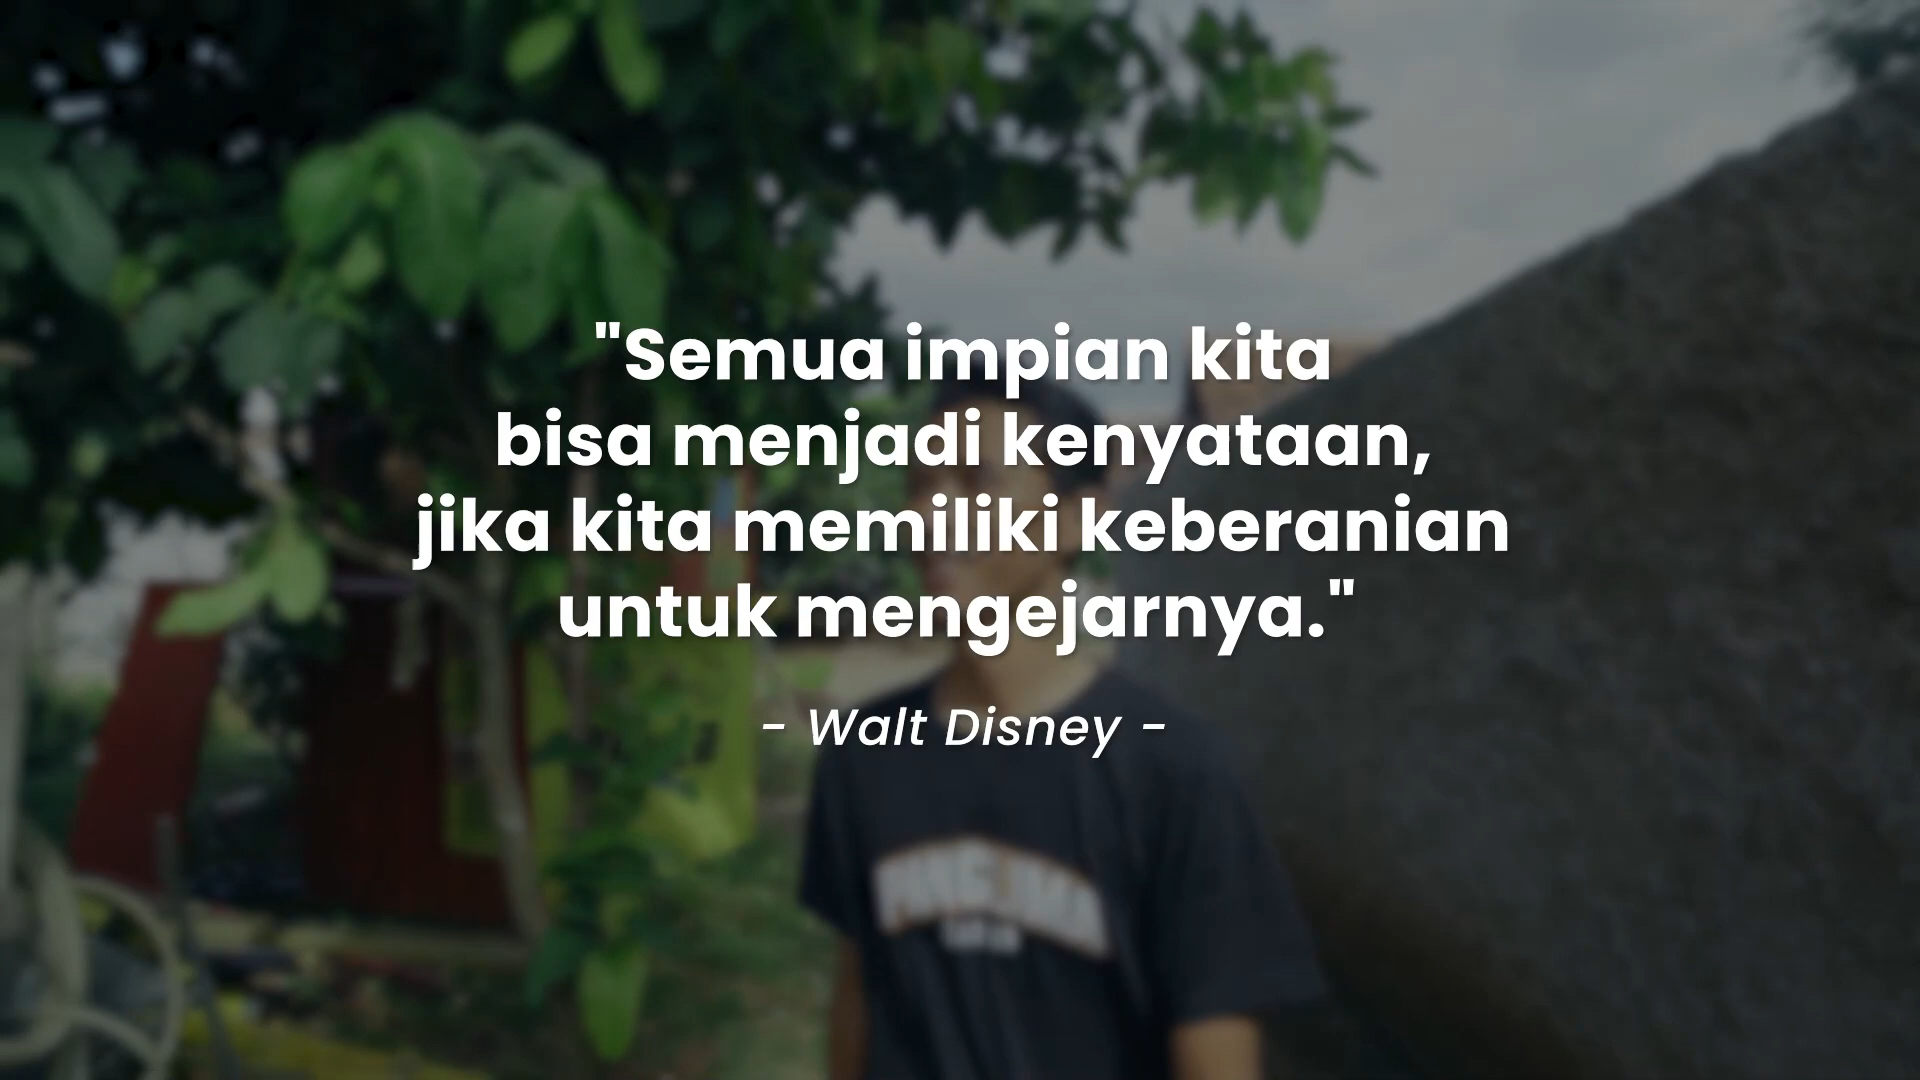 "Semua impian kita
bisa menjadi kenyataan,
jika kita memiliki keberanian
untuk mengejarnya."
- Walt Disney -